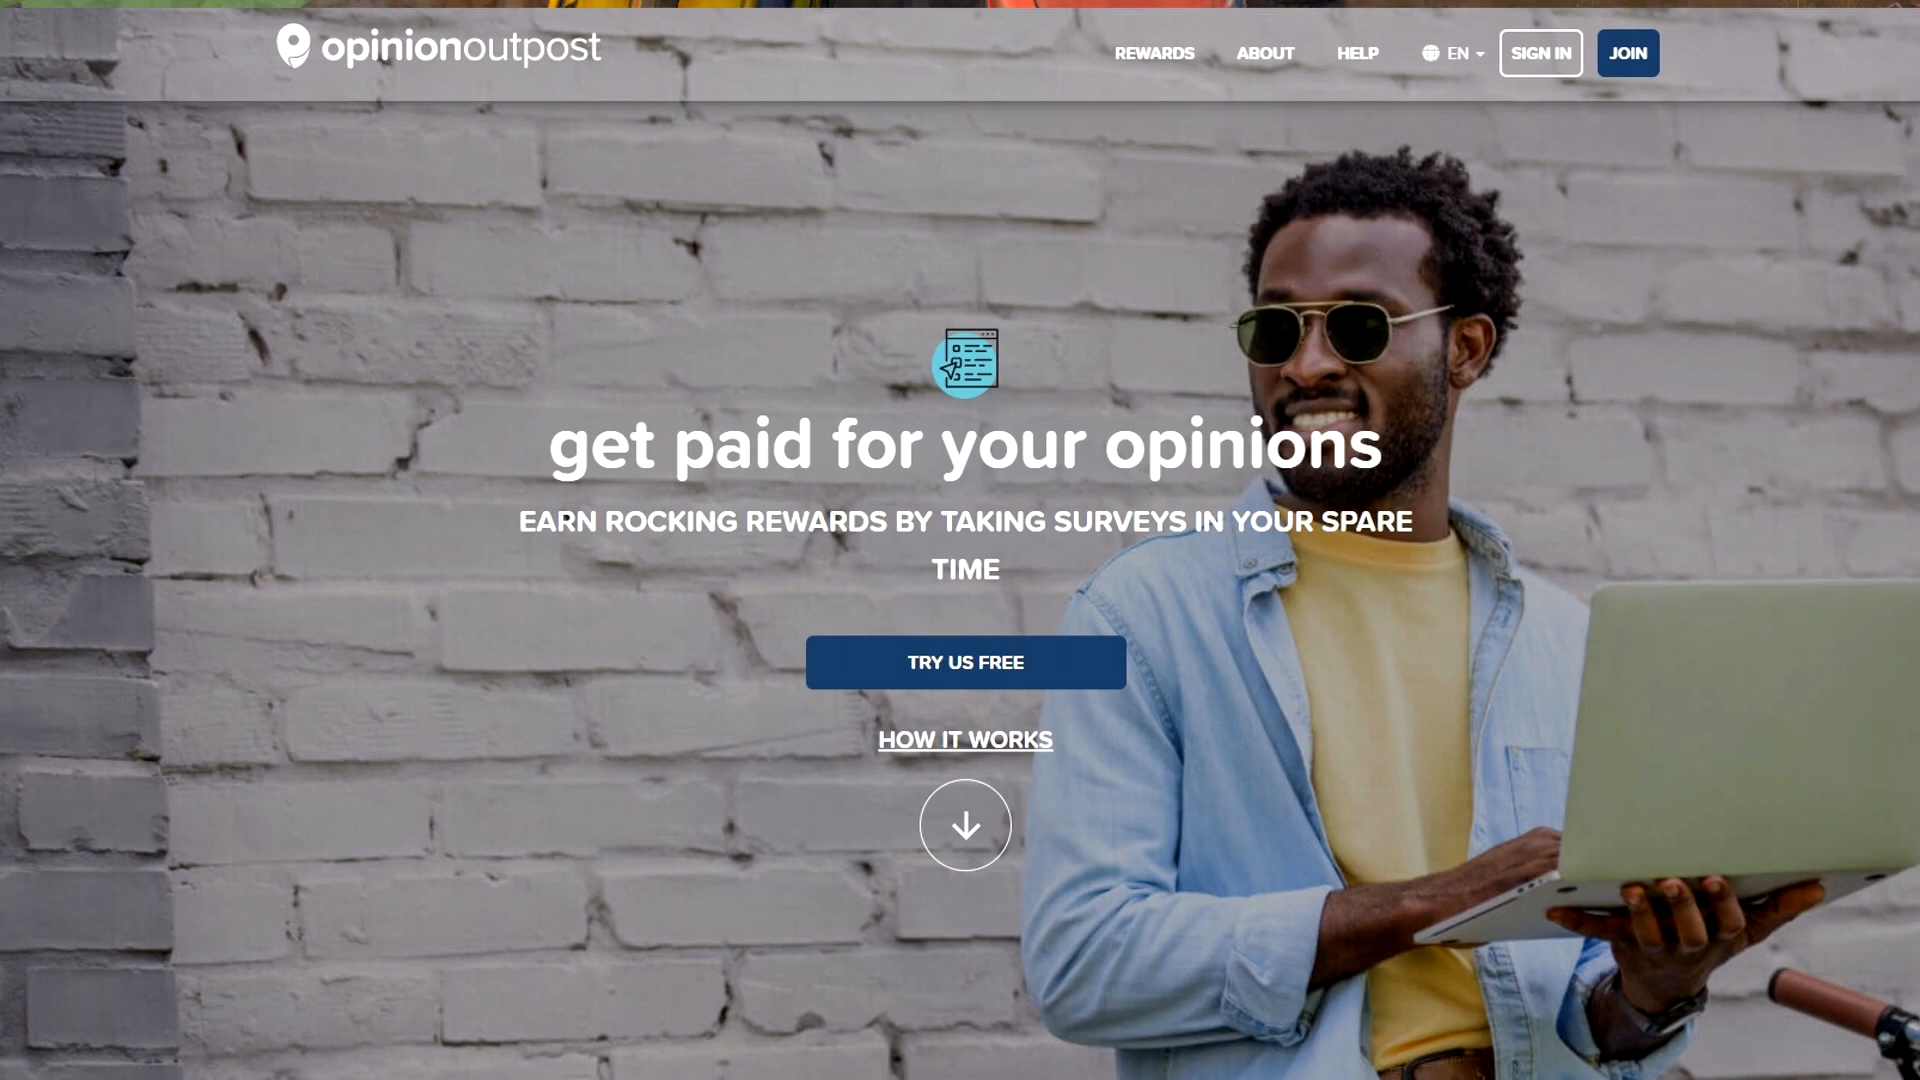 opinionoutpost
REWARDS
ABOUT
HELP
EN
SIGN IN
JOIN
get paid for your opinions
EARN ROCKING REWARDS BY TAKING SURVEYS IN YOUR SPARE
TIME
TRY US FREE
HOW IT WORKS